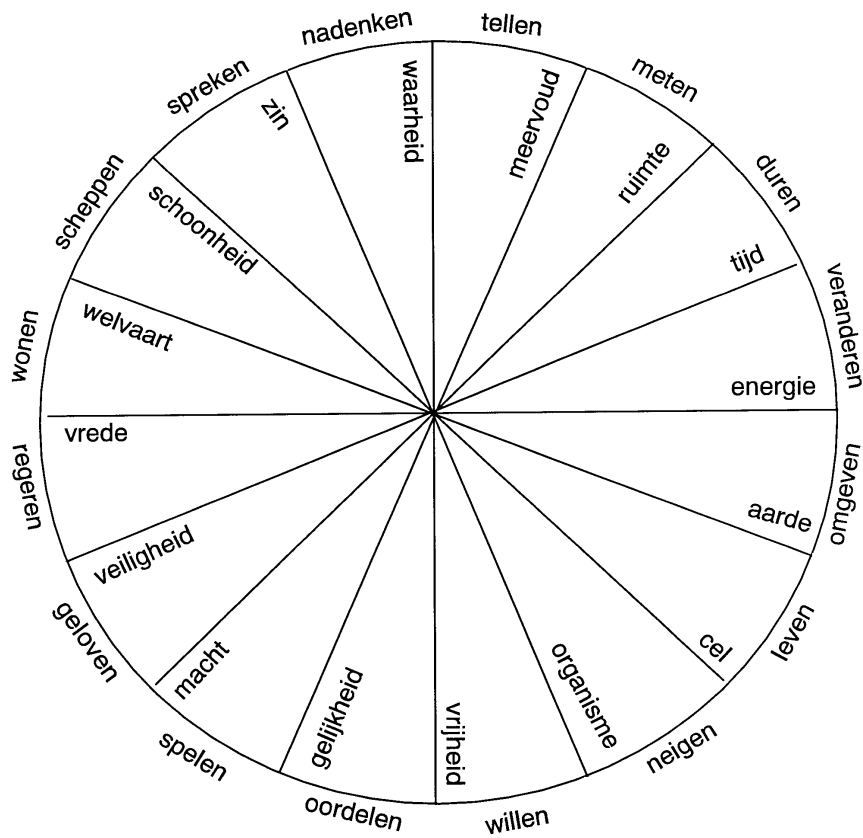 tellen
meten
duren
veranderen
omgeven
leven
neigen
willen
oordelen
spelen
geloven
regeren
wonen
scheppen
spreken
nadenken
meervoud
ruimte
tijd
energie
aarde
cel
organisme
vrijheid
gelijkheid
macht
veiligheid
vrede
welvaart
schoonheid
zin
waarheid